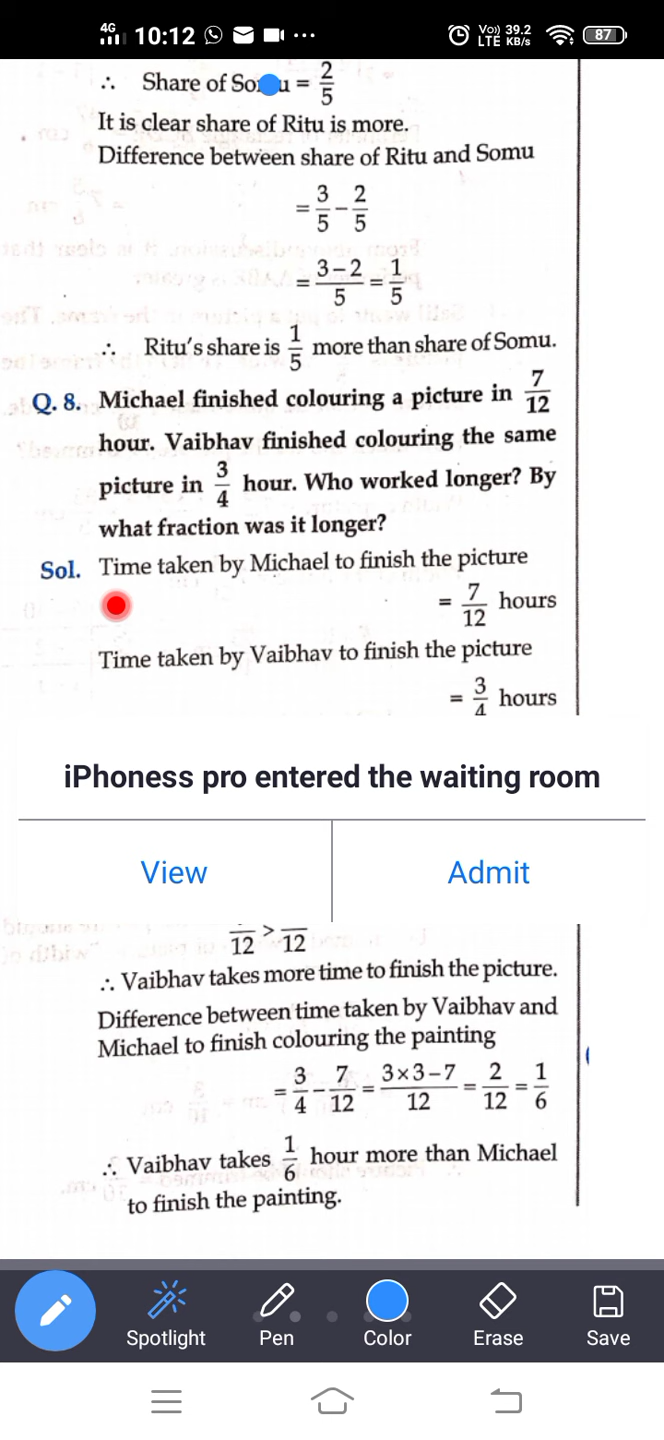 4G 10:12 ... Vo)) LTE 39.2 KB/s 87
∴ Share of So u = 2/5
It is clear share of Ritu is more.
Difference between share of Ritu and Somu
= 3/5 − 2/5
= (3−2)/5 = 1/5
∴ Ritu's share is 1/5 more than share of Somu.
Q. 8. Michael finished colouring a picture in 7/12
hour. Vaibhav finished colouring the same
picture in 3/4 hour. Who worked longer? By
what fraction was it longer?
Sol. Time taken by Michael to finish the picture
= 7/12 hours
Time taken by Vaibhav to finish the picture
= 3/4 hours
iPhoness pro entered the waiting room
View Admit
12 > 12
∴ Vaibhav takes more time to finish the picture.
Difference between time taken by Vaibhav and
Michael to finish colouring the painting
= 3/4 − 7/12 = (3×3−7)/12 = 2/12 = 1/6
∴ Vaibhav takes 1/6 hour more than Michael
to finish the painting.
Spotlight Pen Color Erase Save